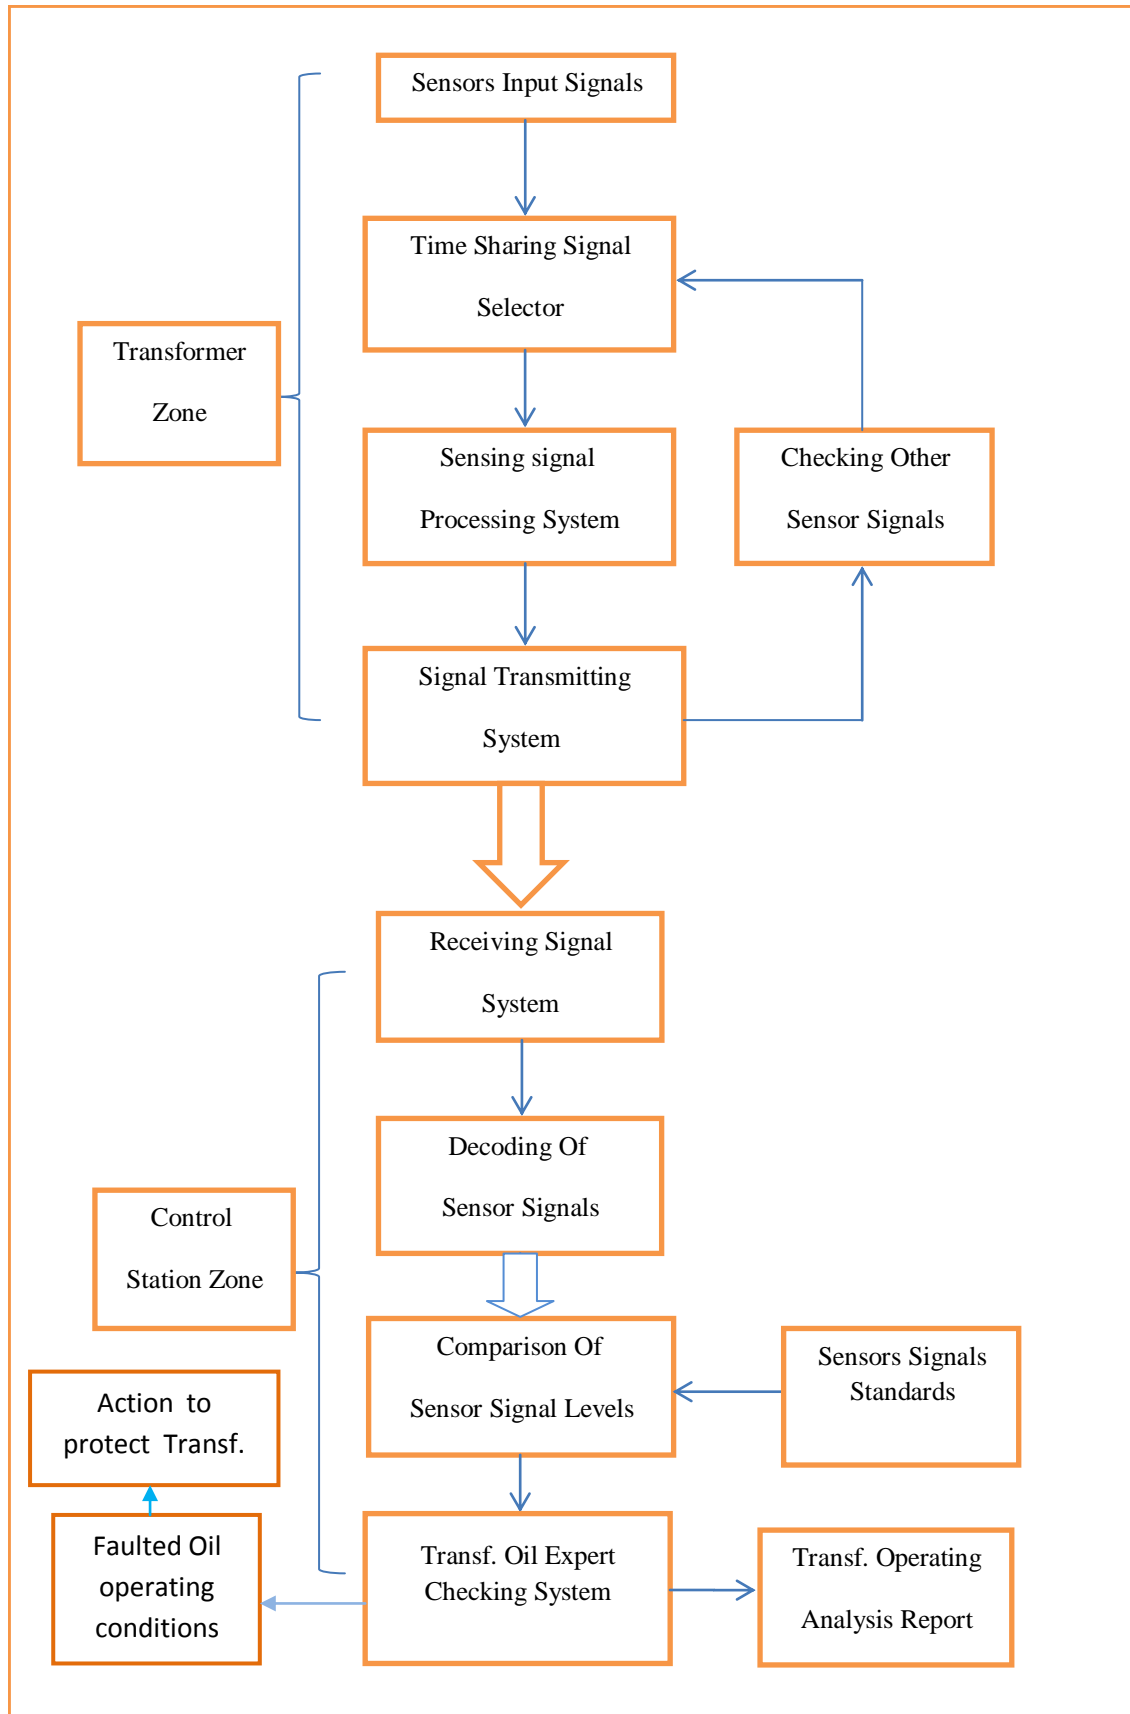 Sensors Input Signals
Time Sharing Signal
Selector
Transformer
Zone
Sensing signal
Processing System
Checking Other
Sensor Signals
Signal Transmitting
System
Receiving Signal
System
Decoding Of
Sensor Signals
Control
Station Zone
Comparison Of
Sensor Signal Levels
Sensors Signals
Standards
Action to
protect Transf.
Faulted Oil
operating
conditions
Transf. Oil Expert
Checking System
Transf. Operating
Analysis Report